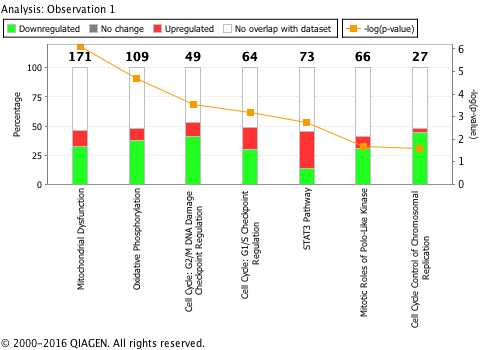 Analysis: Observation 1
Downregulated No change Upregulated No overlap with dataset -log(p-value)
171 109 49 64 73 66 27
100
75
50
25
0
Percentage
6
5
4
3
2
1
0
-log(p-value)
Mitochondrial Dysfunction
Oxidative Phosphorylation
Cell Cycle: G2/M DNA Damage
Checkpoint Regulation
Cell Cycle: G1/S Checkpoint
Regulation
STAT3 Pathway
Mitotic Roles of Polo-Like Kinase
Cell Cycle Control of Chromosomal
Replication
© 2000-2016 QIAGEN. All rights reserved.